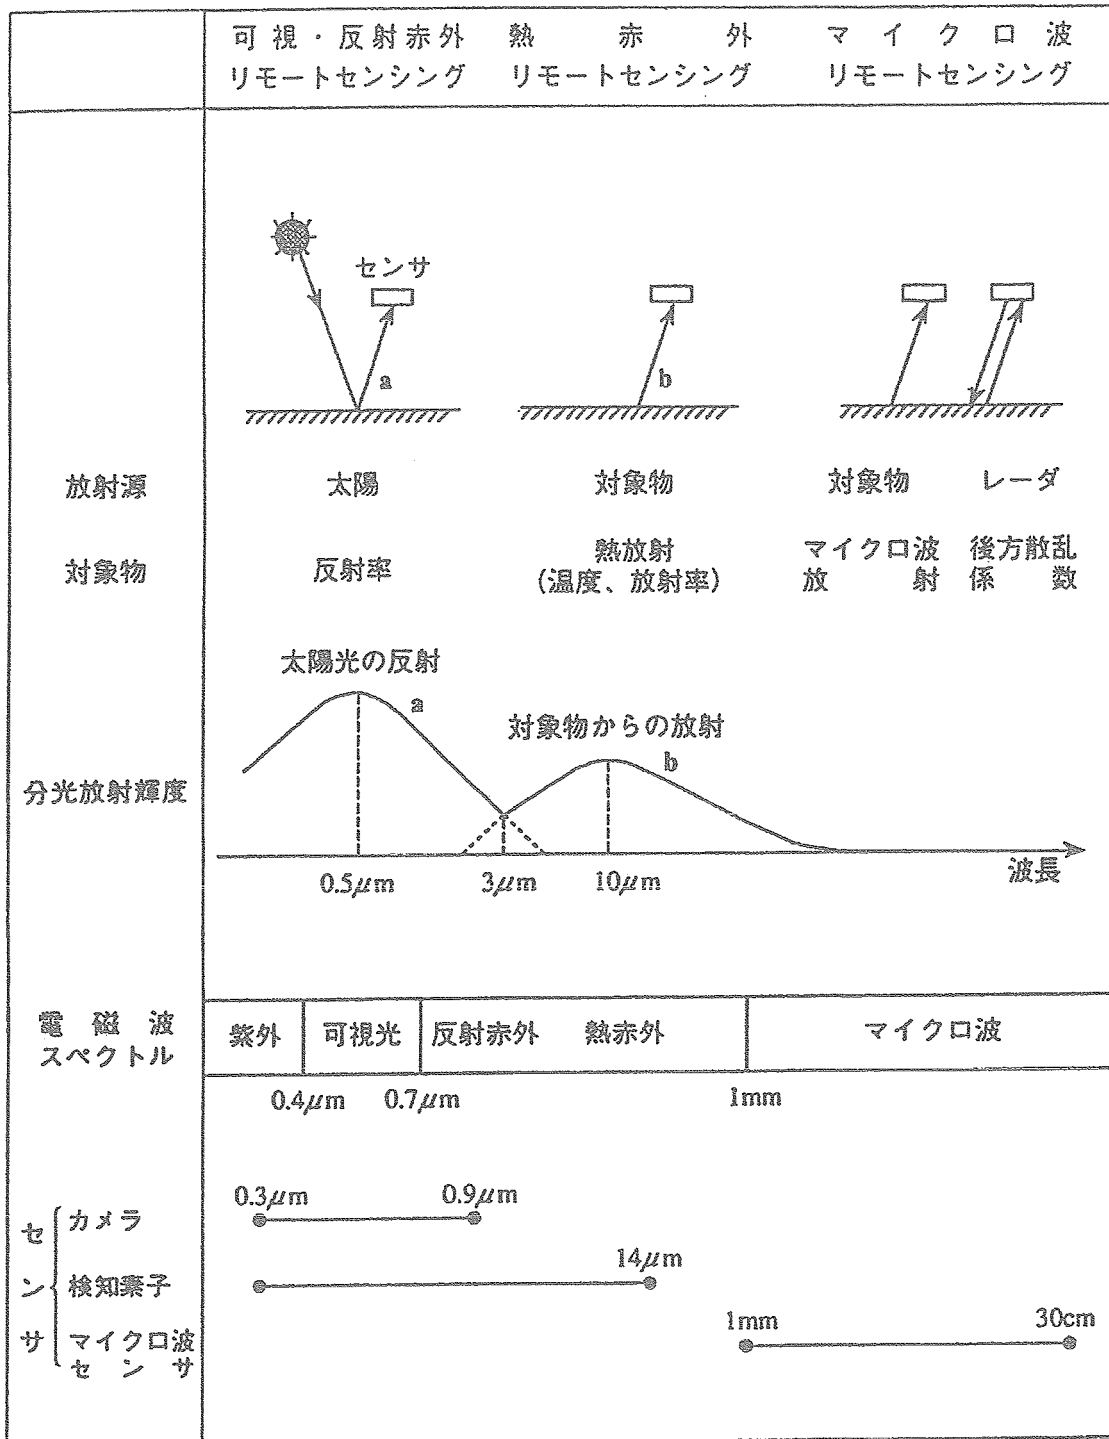 可視・反射赤外 熱赤外 マイクロ波
リモートセンシング リモートセンシング リモートセンシング
センサ
a
b
放射源 太陽 対象物 対象物 レーダ
対象物 反射率 熱放射 マイクロ波 後方散乱
(温度、放射率) 放射 係数
太陽光の反射
a
対象物からの放射
b
分光放射輝度
0.5μm 3μm 10μm 波長
電磁波
スペクトル
紫外 可視光 反射赤外 熱赤外 マイクロ波
0.4μm 0.7μm 1mm
センサ
0.3μm 0.9μm
カメラ
14μm
検知素子
1mm 30cm
マイクロ波
センサ